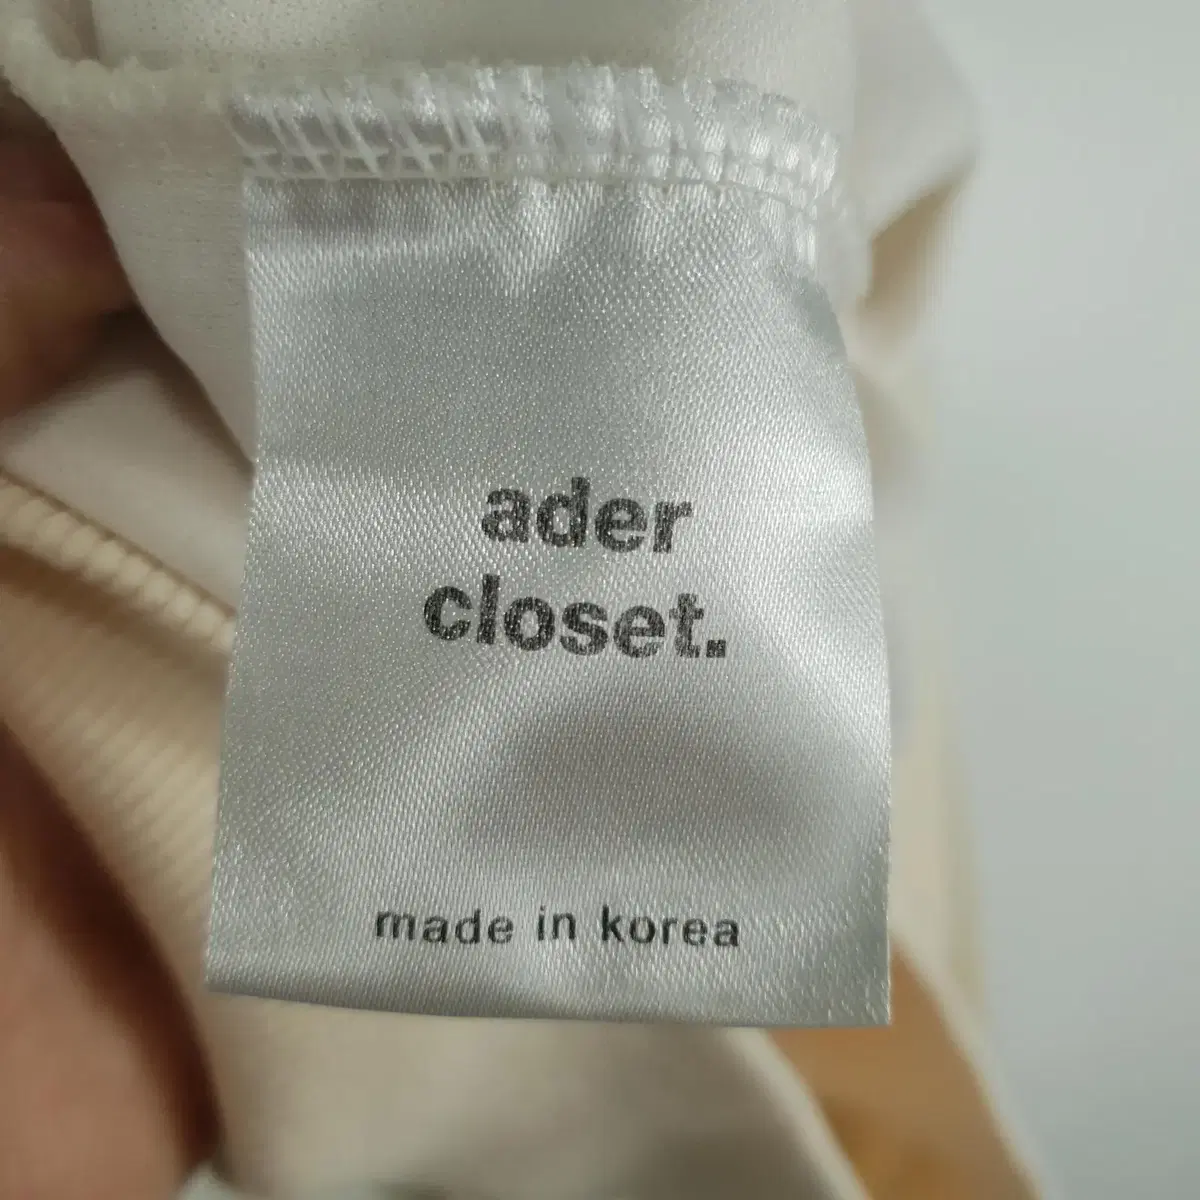 ader
closet.
made in korea